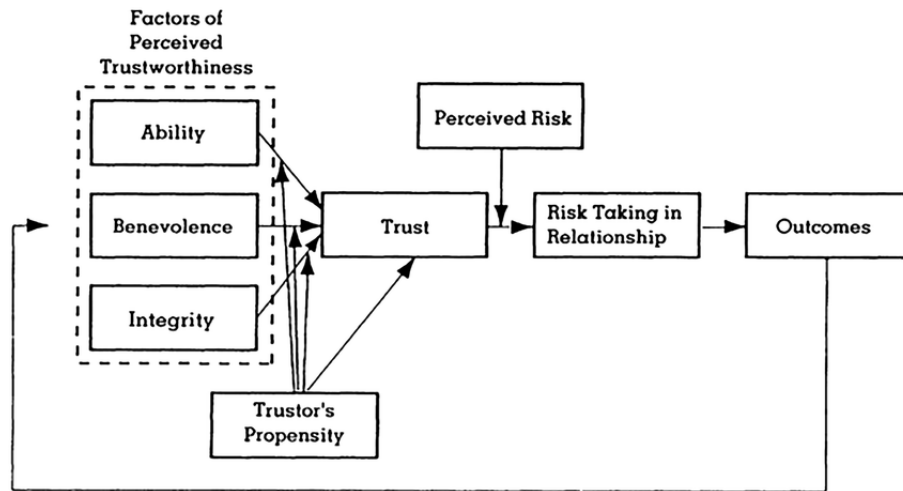 Factors of
Perceived
Trustworthiness
Ability
Benevolence
Integrity
Trustor's
Propensity
Trust
Perceived Risk
Risk Taking in
Relationship
Outcomes